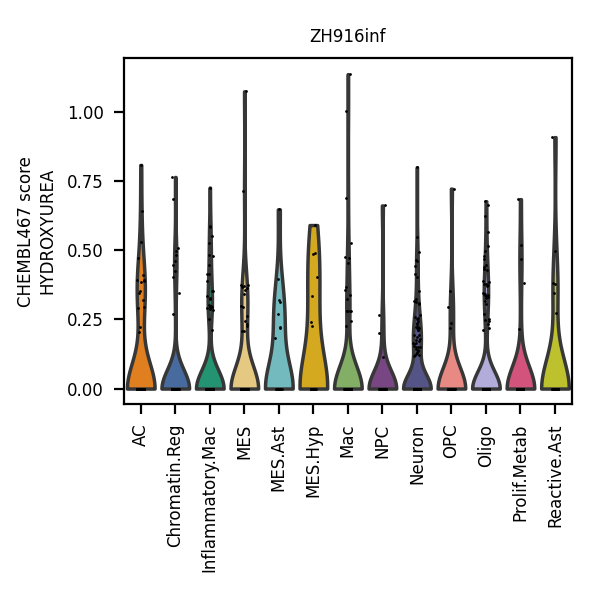 ZH916inf
CHEMBL467 score
HYDROXYUREA
1.00
0.75
0.50
0.25
0.00
AC
Chromatin.Reg
Inflammatory.Mac
MES
MES.Ast
MES.Hyp
Mac
NPC
Neuron
OPC
Oligo
Prolif.Metab
Reactive.Ast